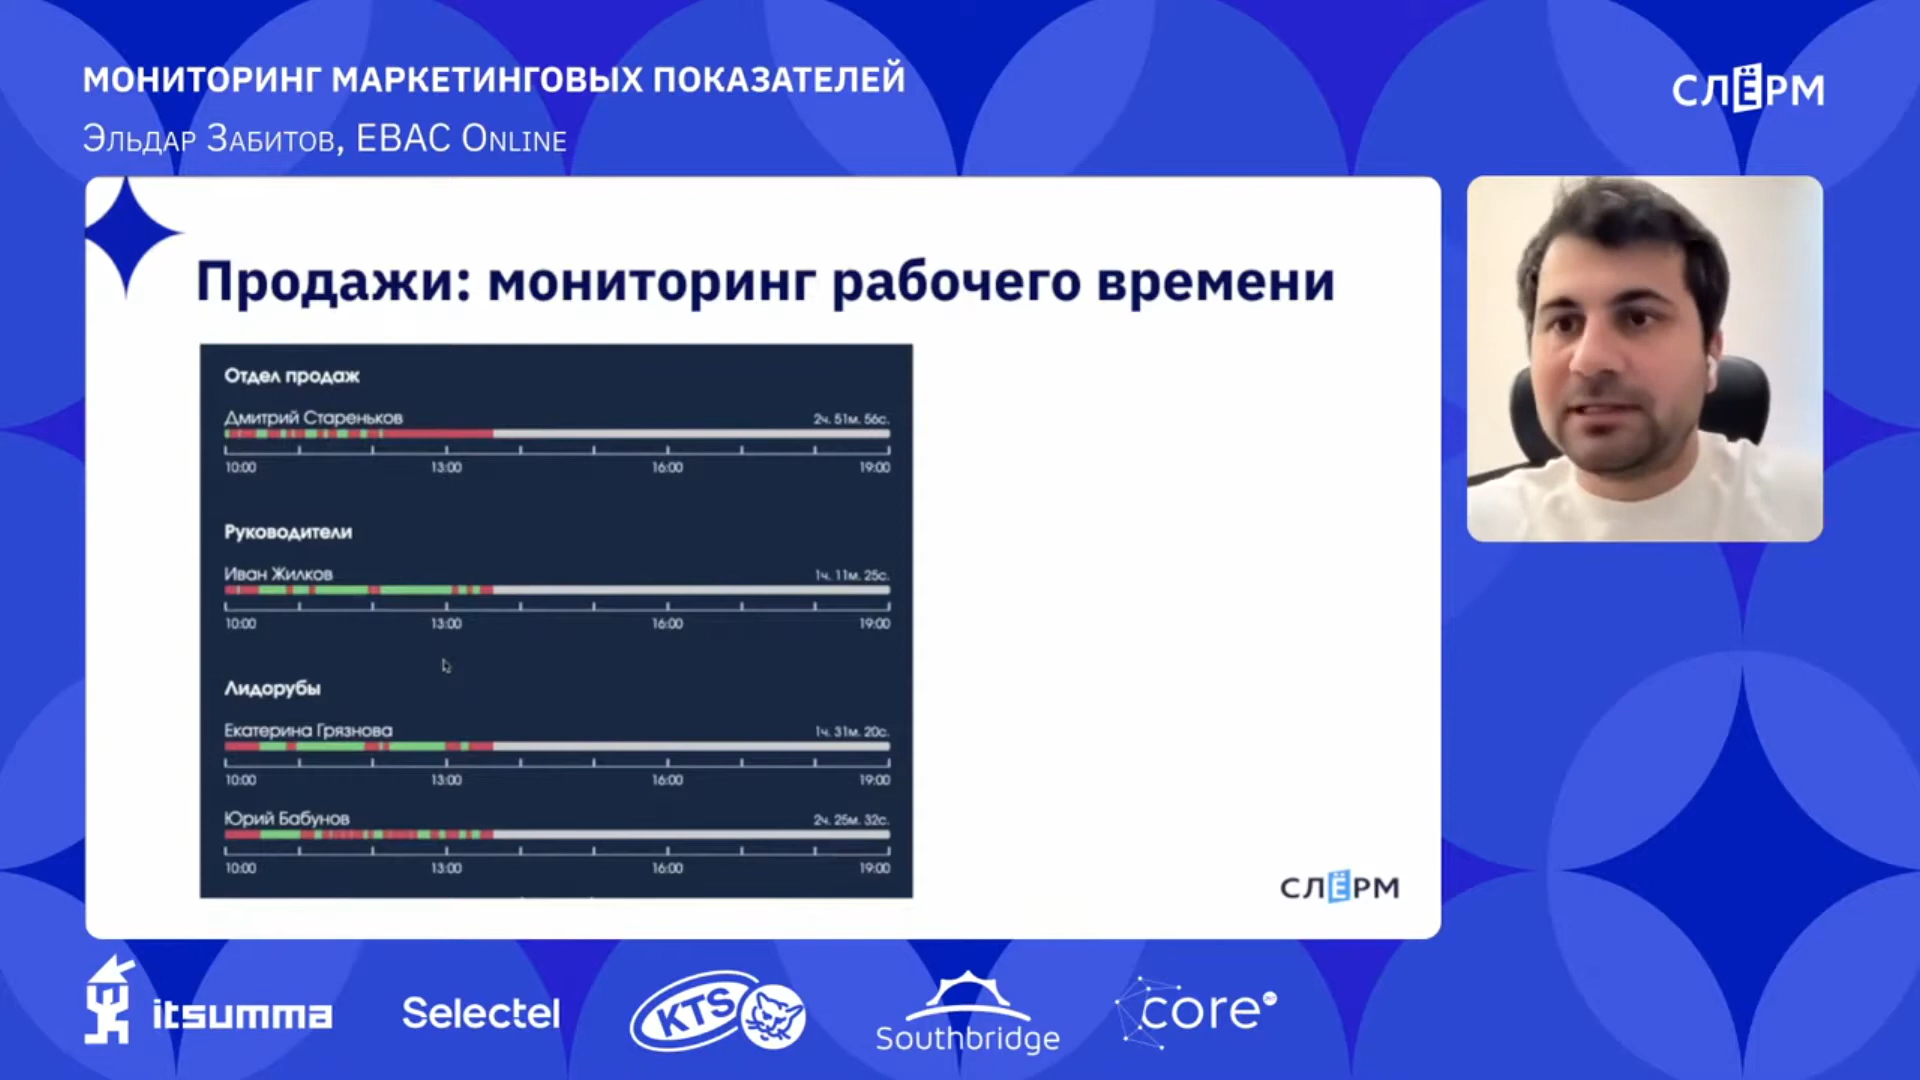 МОНИТОРИНГ МАРКЕТИНГОВЫХ ПОКАЗАТЕЛЕЙ
Эльдар Забитов, EBAC Online
СЛЁРМ
Продажи: мониторинг рабочего времени
Отдел продаж
Дмитрий Стареньков 2ч. 51м. 56с.
10:00 13:00 16:00 19:00
Руководители
Иван Жилков 1ч. 11м. 25с.
10:00 13:00 16:00 19:00
Лидорубы
Екатерина Грязнова 1ч. 31м. 20с.
10:00 13:00 16:00 19:00
Юрий Бабунов 2ч. 25м. 32с.
10:00 13:00 16:00 19:00
СЛЁРМ
itsumma Selectel KTS Southbridge core